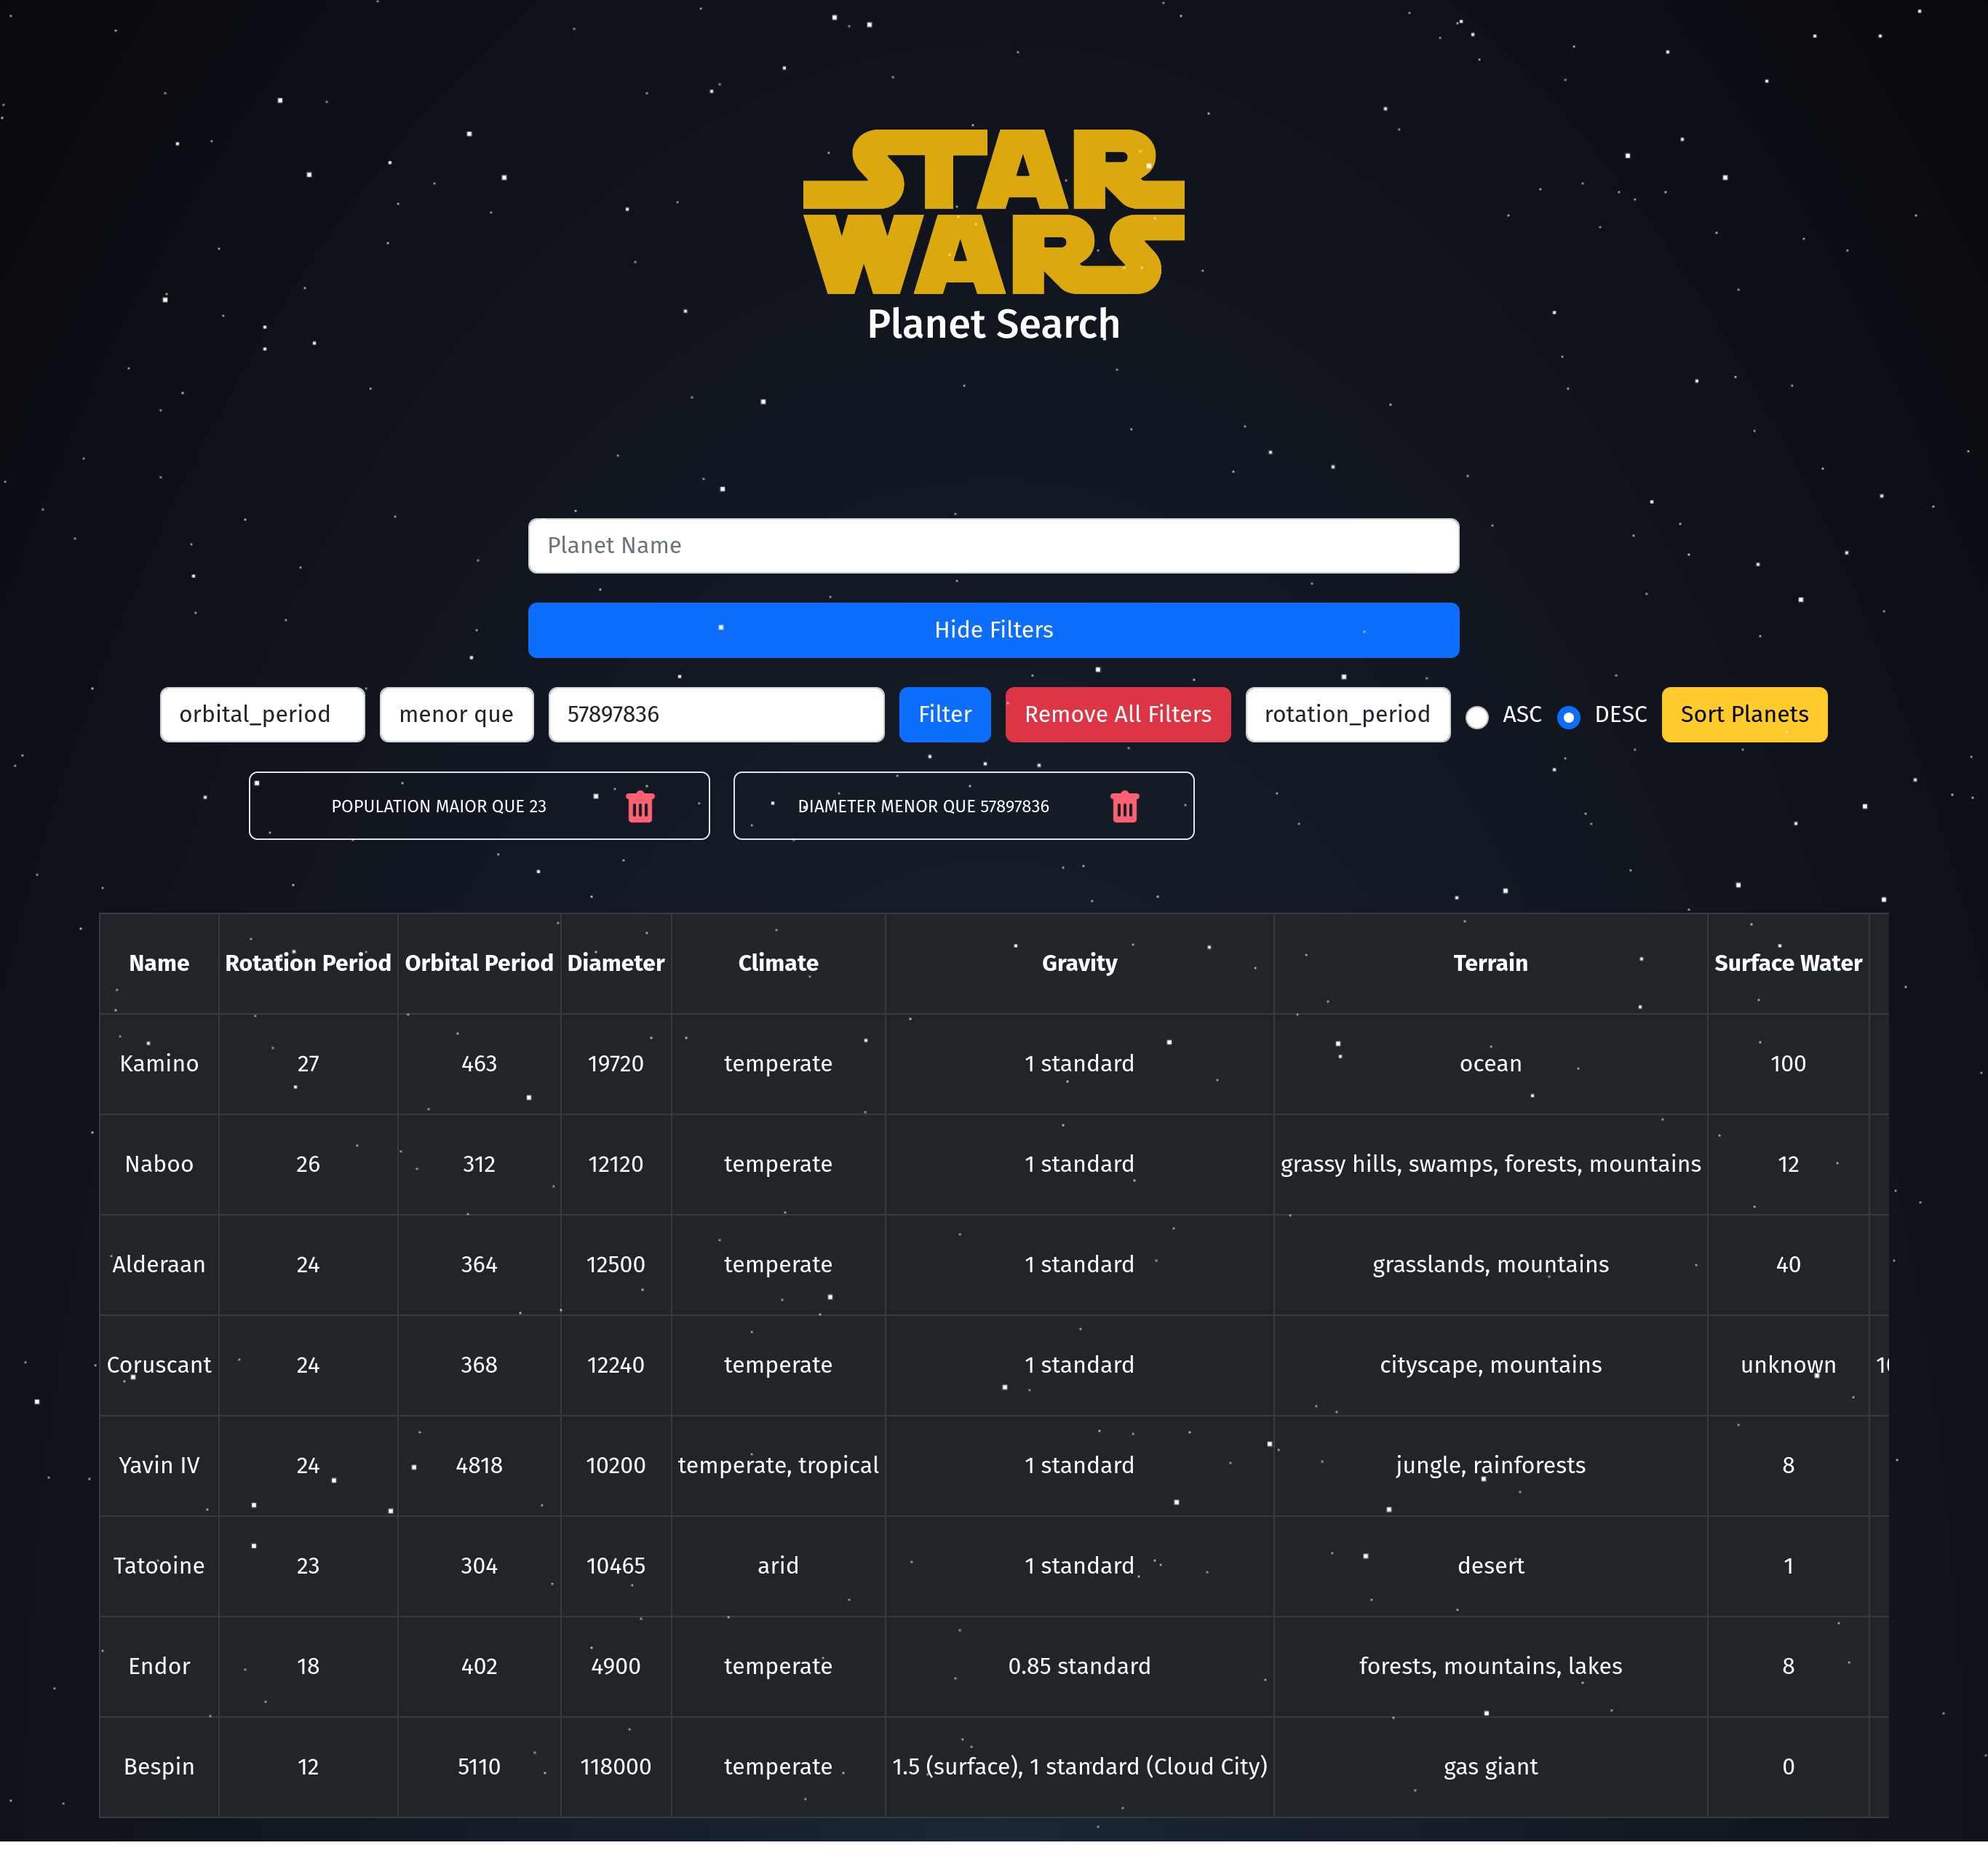 STAR
WARS
Planet Search
Planet Name
Hide Filters
orbital_period menor que 57897836 Filter Remove All Filters rotation_period ASC DESC Sort Planets
POPULATION MAIOR QUE 23 DIAMETER MENOR QUE 57897836
Name Rotation Period Orbital Period Diameter Climate Gravity Terrain Surface Water
Kamino 27 463 19720 temperate 1 standard ocean 100
Naboo 26 312 12120 temperate 1 standard grassy hills, swamps, forests, mountains 12
Alderaan 24 364 12500 temperate 1 standard grasslands, mountains 40
Coruscant 24 368 12240 temperate 1 standard cityscape, mountains unknown
Yavin IV 24 4818 10200 temperate, tropical 1 standard jungle, rainforests 8
Tatooine 23 304 10465 arid 1 standard desert 1
Endor 18 402 4900 temperate 0.85 standard forests, mountains, lakes 8
Bespin 12 5110 118000 temperate 1.5 (surface), 1 standard (Cloud City) gas giant 0